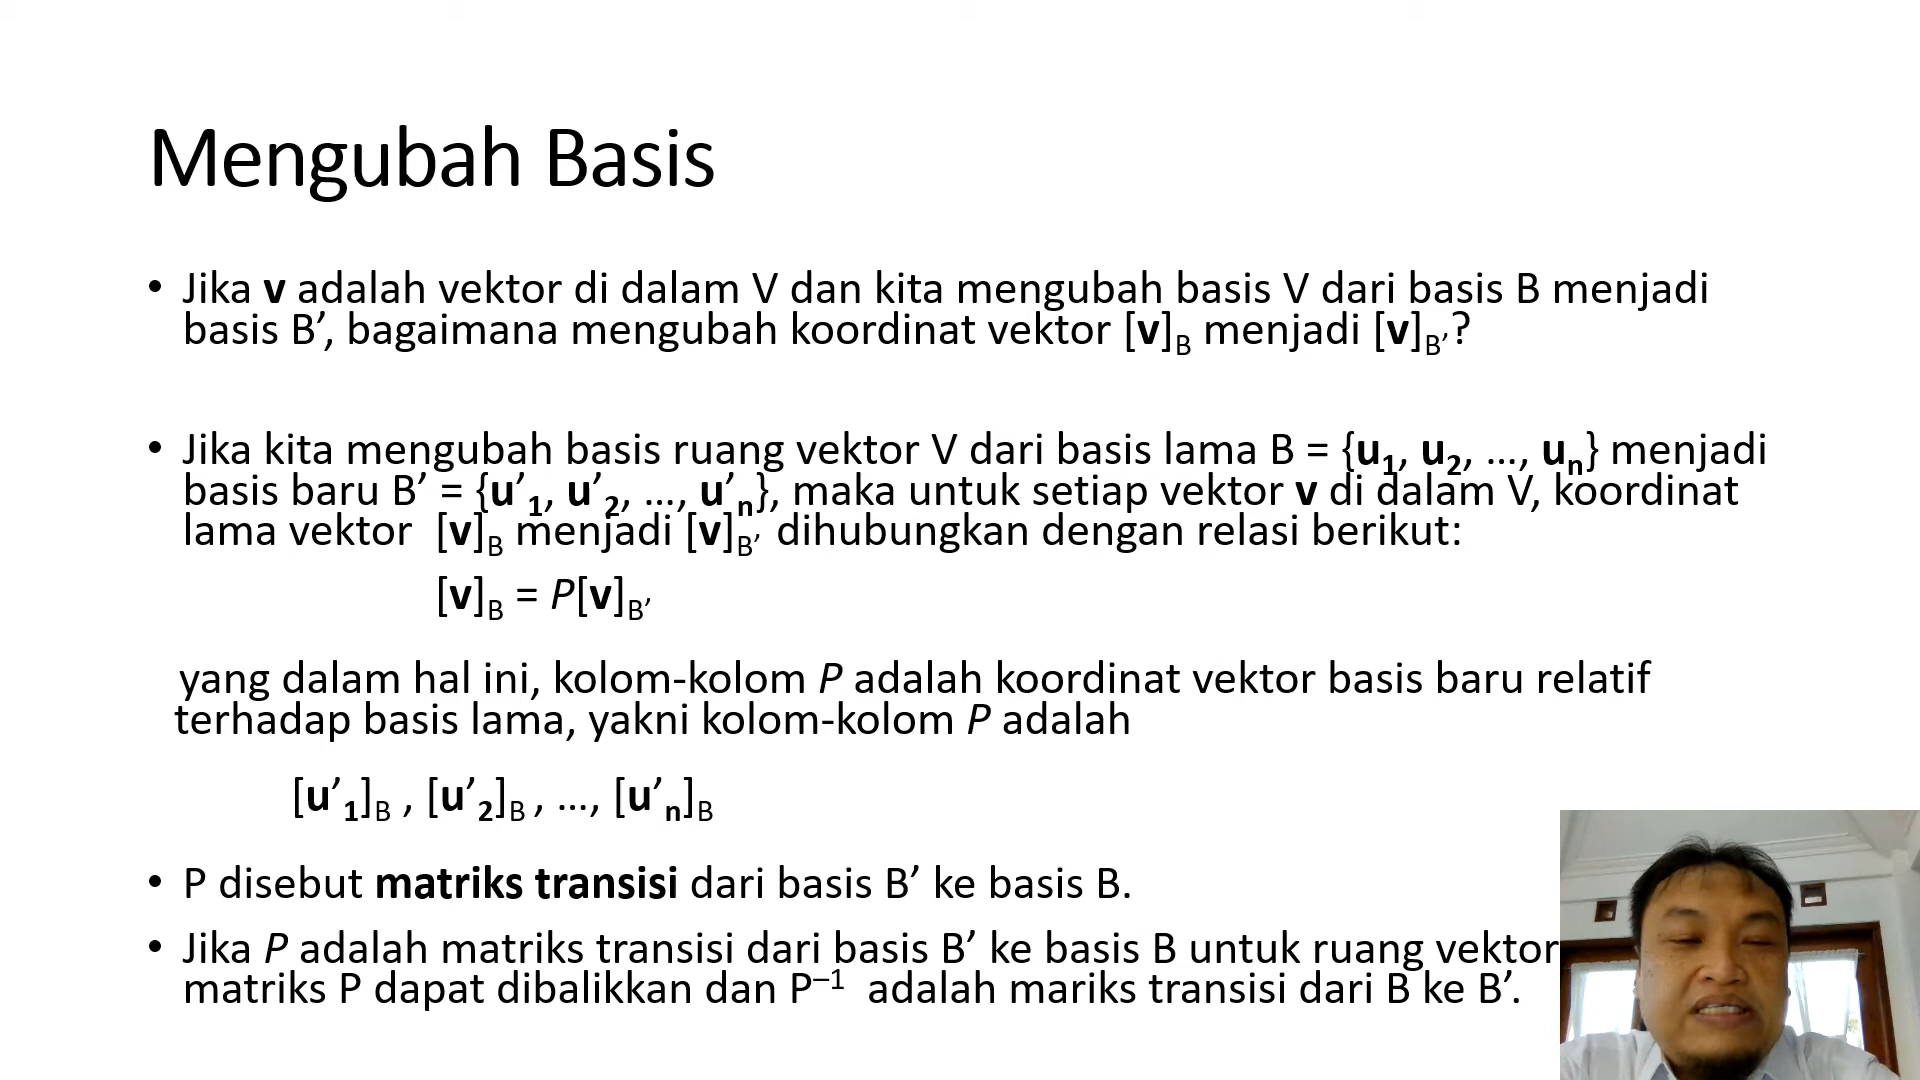 Mengubah Basis
• Jika v adalah vektor di dalam V dan kita mengubah basis V dari basis B menjadi
basis B’, bagaimana mengubah koordinat vektor [v]B menjadi [v]B’?
• Jika kita mengubah basis ruang vektor V dari basis lama B = {u1, u2, …, un} menjadi
basis baru B’ = {u’1, u’2, …, u’n}, maka untuk setiap vektor v di dalam V, koordinat
lama vektor [v]B menjadi [v]B’ dihubungkan dengan relasi berikut:
[v]B = P[v]B’
yang dalam hal ini, kolom-kolom P adalah koordinat vektor basis baru relatif
terhadap basis lama, yakni kolom-kolom P adalah
[u’1]B , [u’2]B , …, [u’n]B
• P disebut matriks transisi dari basis B’ ke basis B.
• Jika P adalah matriks transisi dari basis B’ ke basis B untuk ruang vektor
matriks P dapat dibalikkan dan P–1 adalah mariks transisi dari B ke B’.